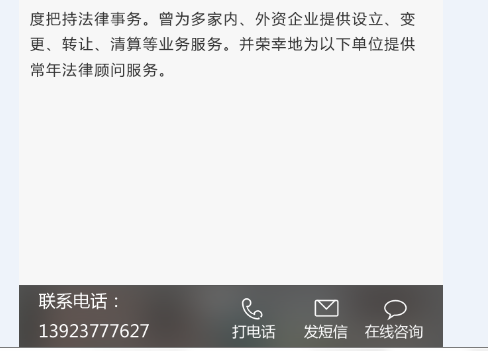 度把持法律事务。曾为多家内、外资企业提供设立、变
更、转让、清算等业务服务。并荣幸地为以下单位提供
常年法律顾问服务。
联系电话：
13923777627
打电话
发短信
在线咨询